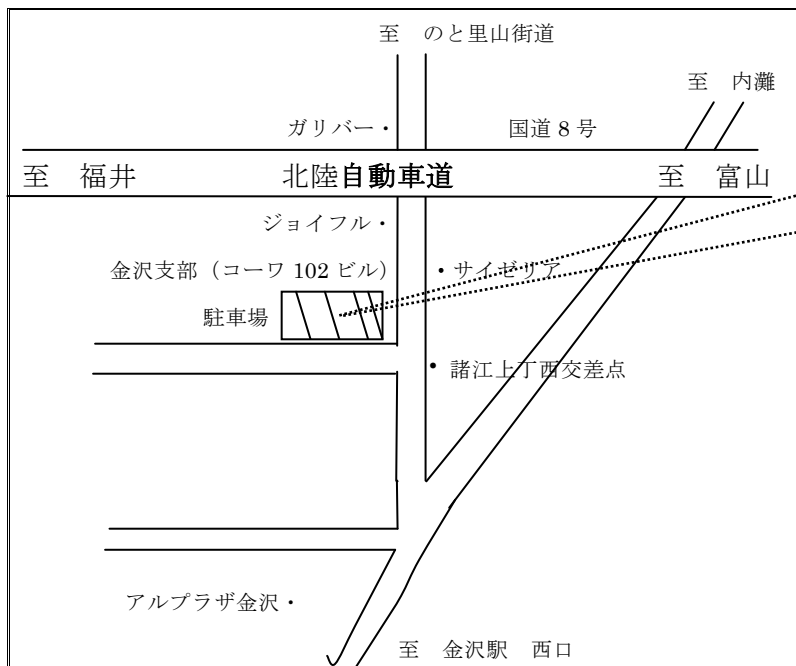 至　のと里山街道
至　内灘
ガリバー・
国道 8 号
至　福井
北陸自動車道
至　富山
ジョイフル・
金沢支部（コーワ 102 ビル）
・サイゼリア
駐車場
・諸江上丁西交差点
アルプラザ金沢・
至　金沢駅　西口